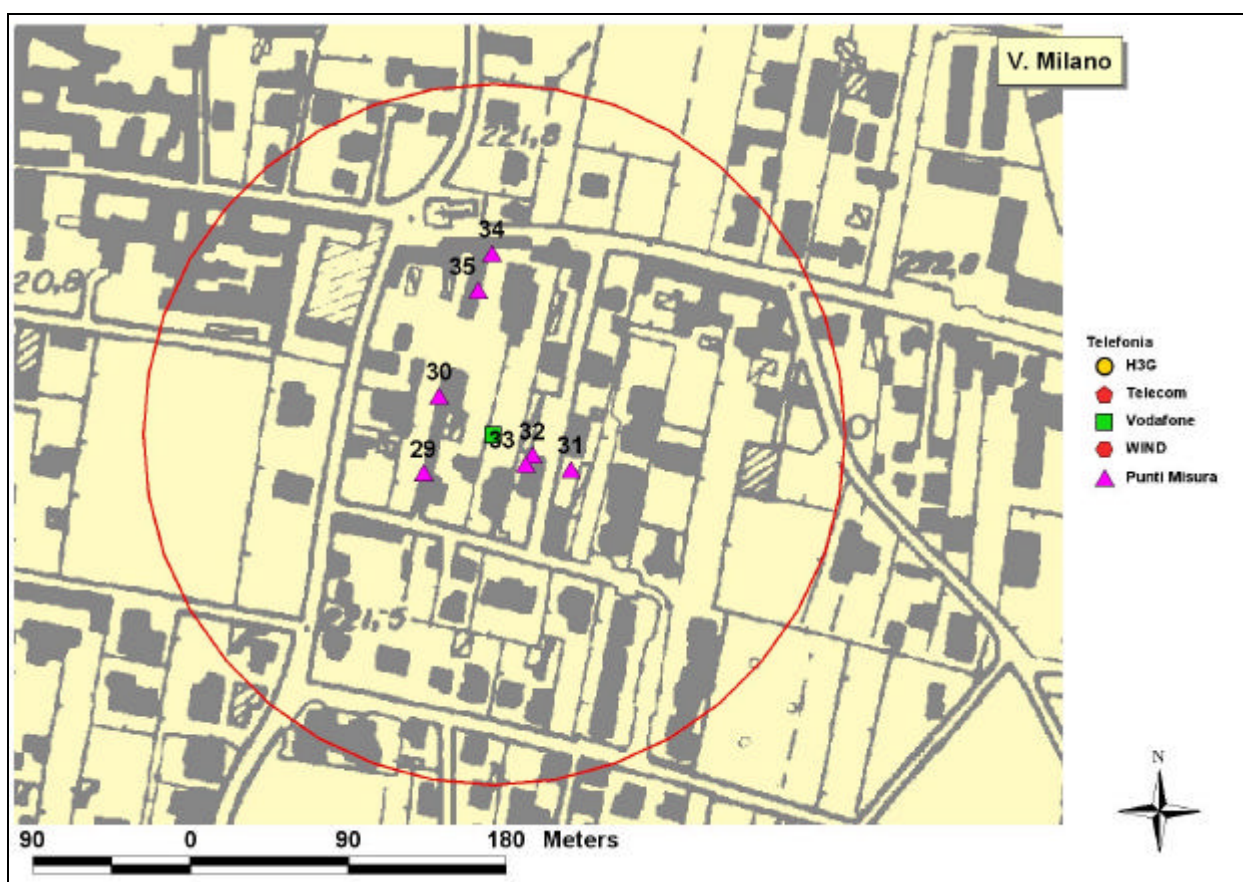 V. Milano
221,8
34
35
20,8
222,0
30
33
32
31
29
221,5
Telefonia
H3G
Telecom
Vodafone
WIND
Punti Misura
N
90 0 90 180 Meters